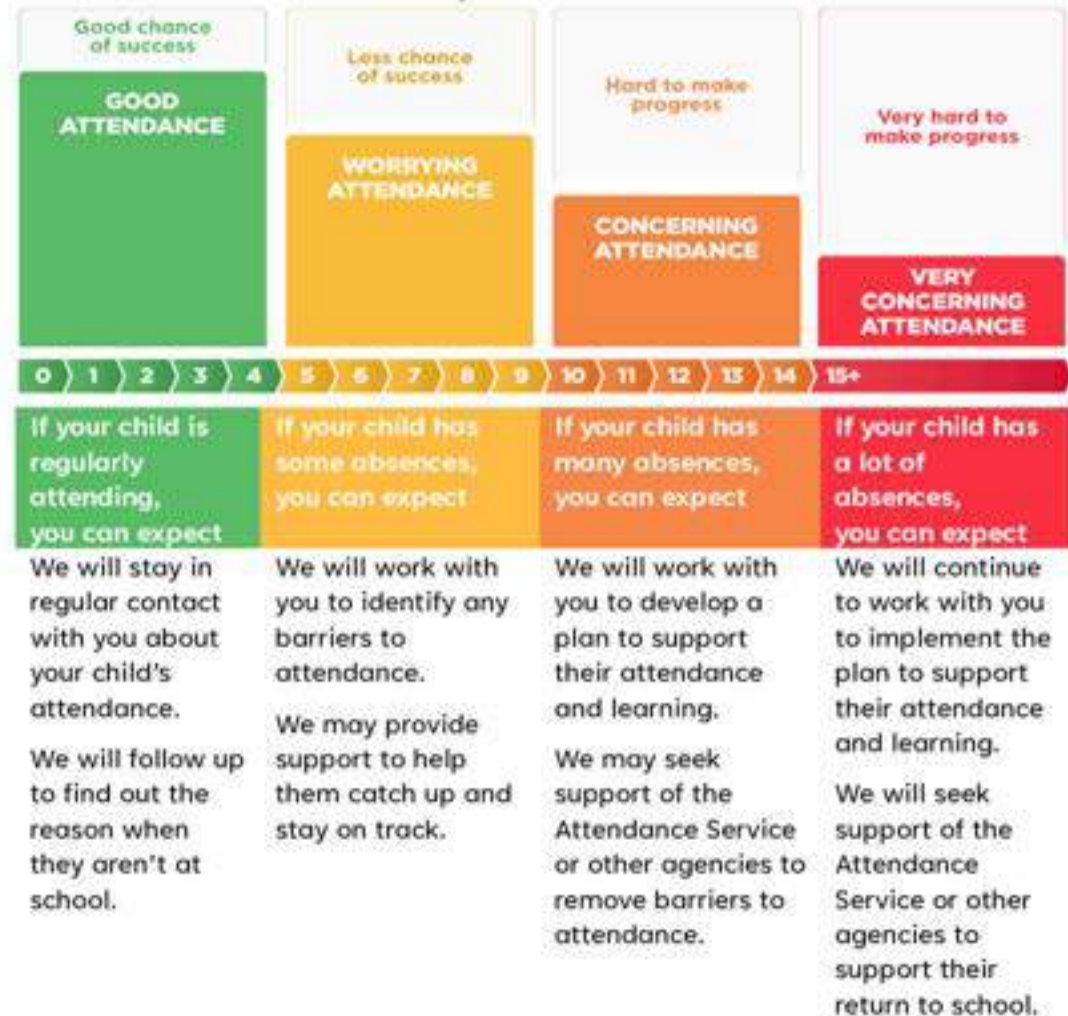 Good chance
of success
GOOD
ATTENDANCE
Less chance
of success
WORRYING
ATTENDANCE
Hard to make
progress
CONCERNING
ATTENDANCE
Very hard to
make progress
VERY
CONCERNING
ATTENDANCE
0 1 2 3 4 5 6 7 8 9 10 11 12 13 14 15+
If your child is
regularly
attending,
you can expect
We will stay in
regular contact
with you about
your child's
attendance.
We will follow up
to find out the
reason when
they aren't at
school.
If your child has
some absences,
you can expect
We will work with
you to identify any
barriers to
attendance.
We may provide
support to help
them catch up and
stay on track.
If your child has
many absences,
you can expect
We will work with
you to develop a
plan to support
their attendance
and learning.
We may seek
support of the
Attendance Service
or other agencies to
remove barriers to
attendance.
If your child has
a lot of
absences,
you can expect
We will continue
to work with you
to implement the
plan to support
their attendance
and learning.
We will seek
support of the
Attendance
Service or other
agencies to
support their
return to school.